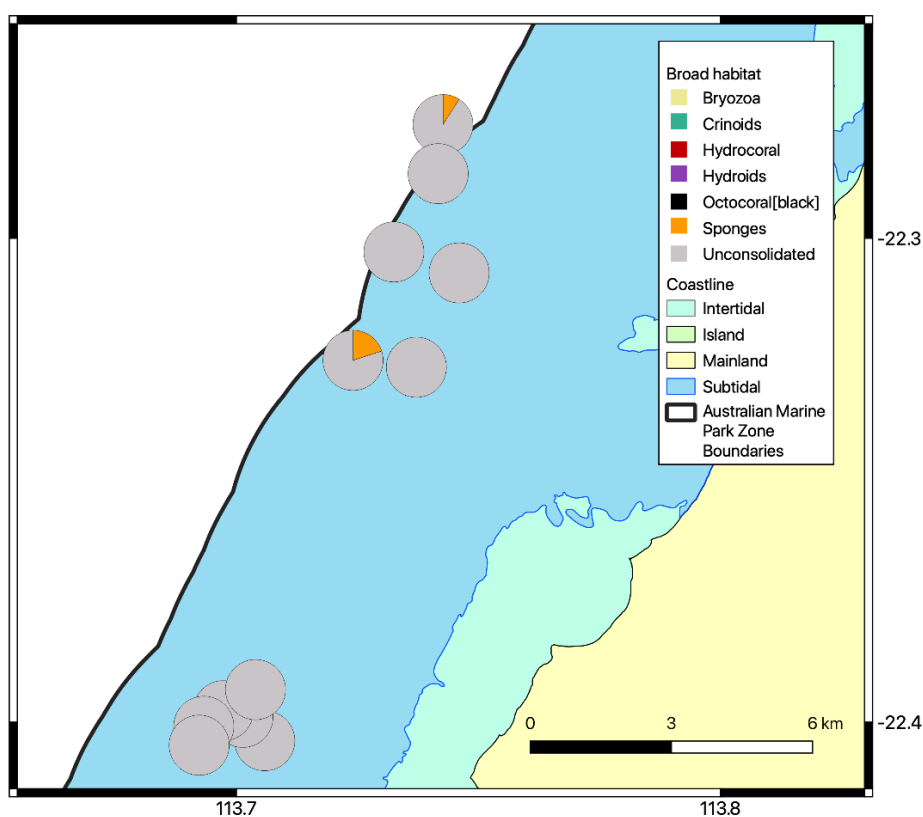 Broad habitat
Bryozoa
Crinoids
Hydrocoral
Hydroids
Octocoral[black]
Sponges
Unconsolidated
Coastline
Intertidal
Island
Mainland
Subtidal
Australian Marine
Park Zone
Boundaries
-22.3
0 3 6 km
-22.4
113.7 113.8